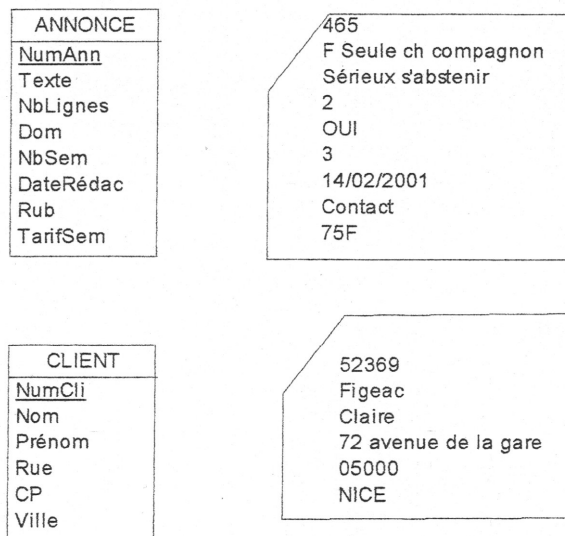 ANNONCE
NumAnn
Texte
NbLignes
Dom
NbSem
DateRédac
Rub
TarifSem
465
F Seule ch compagnon
Sérieux s'abstenir
2
OUI
3
14/02/2001
Contact
75F
CLIENT
NumCli
Nom
Prénom
Rue
CP
Ville
52369
Figeac
Claire
72 avenue de la gare
05000
NICE